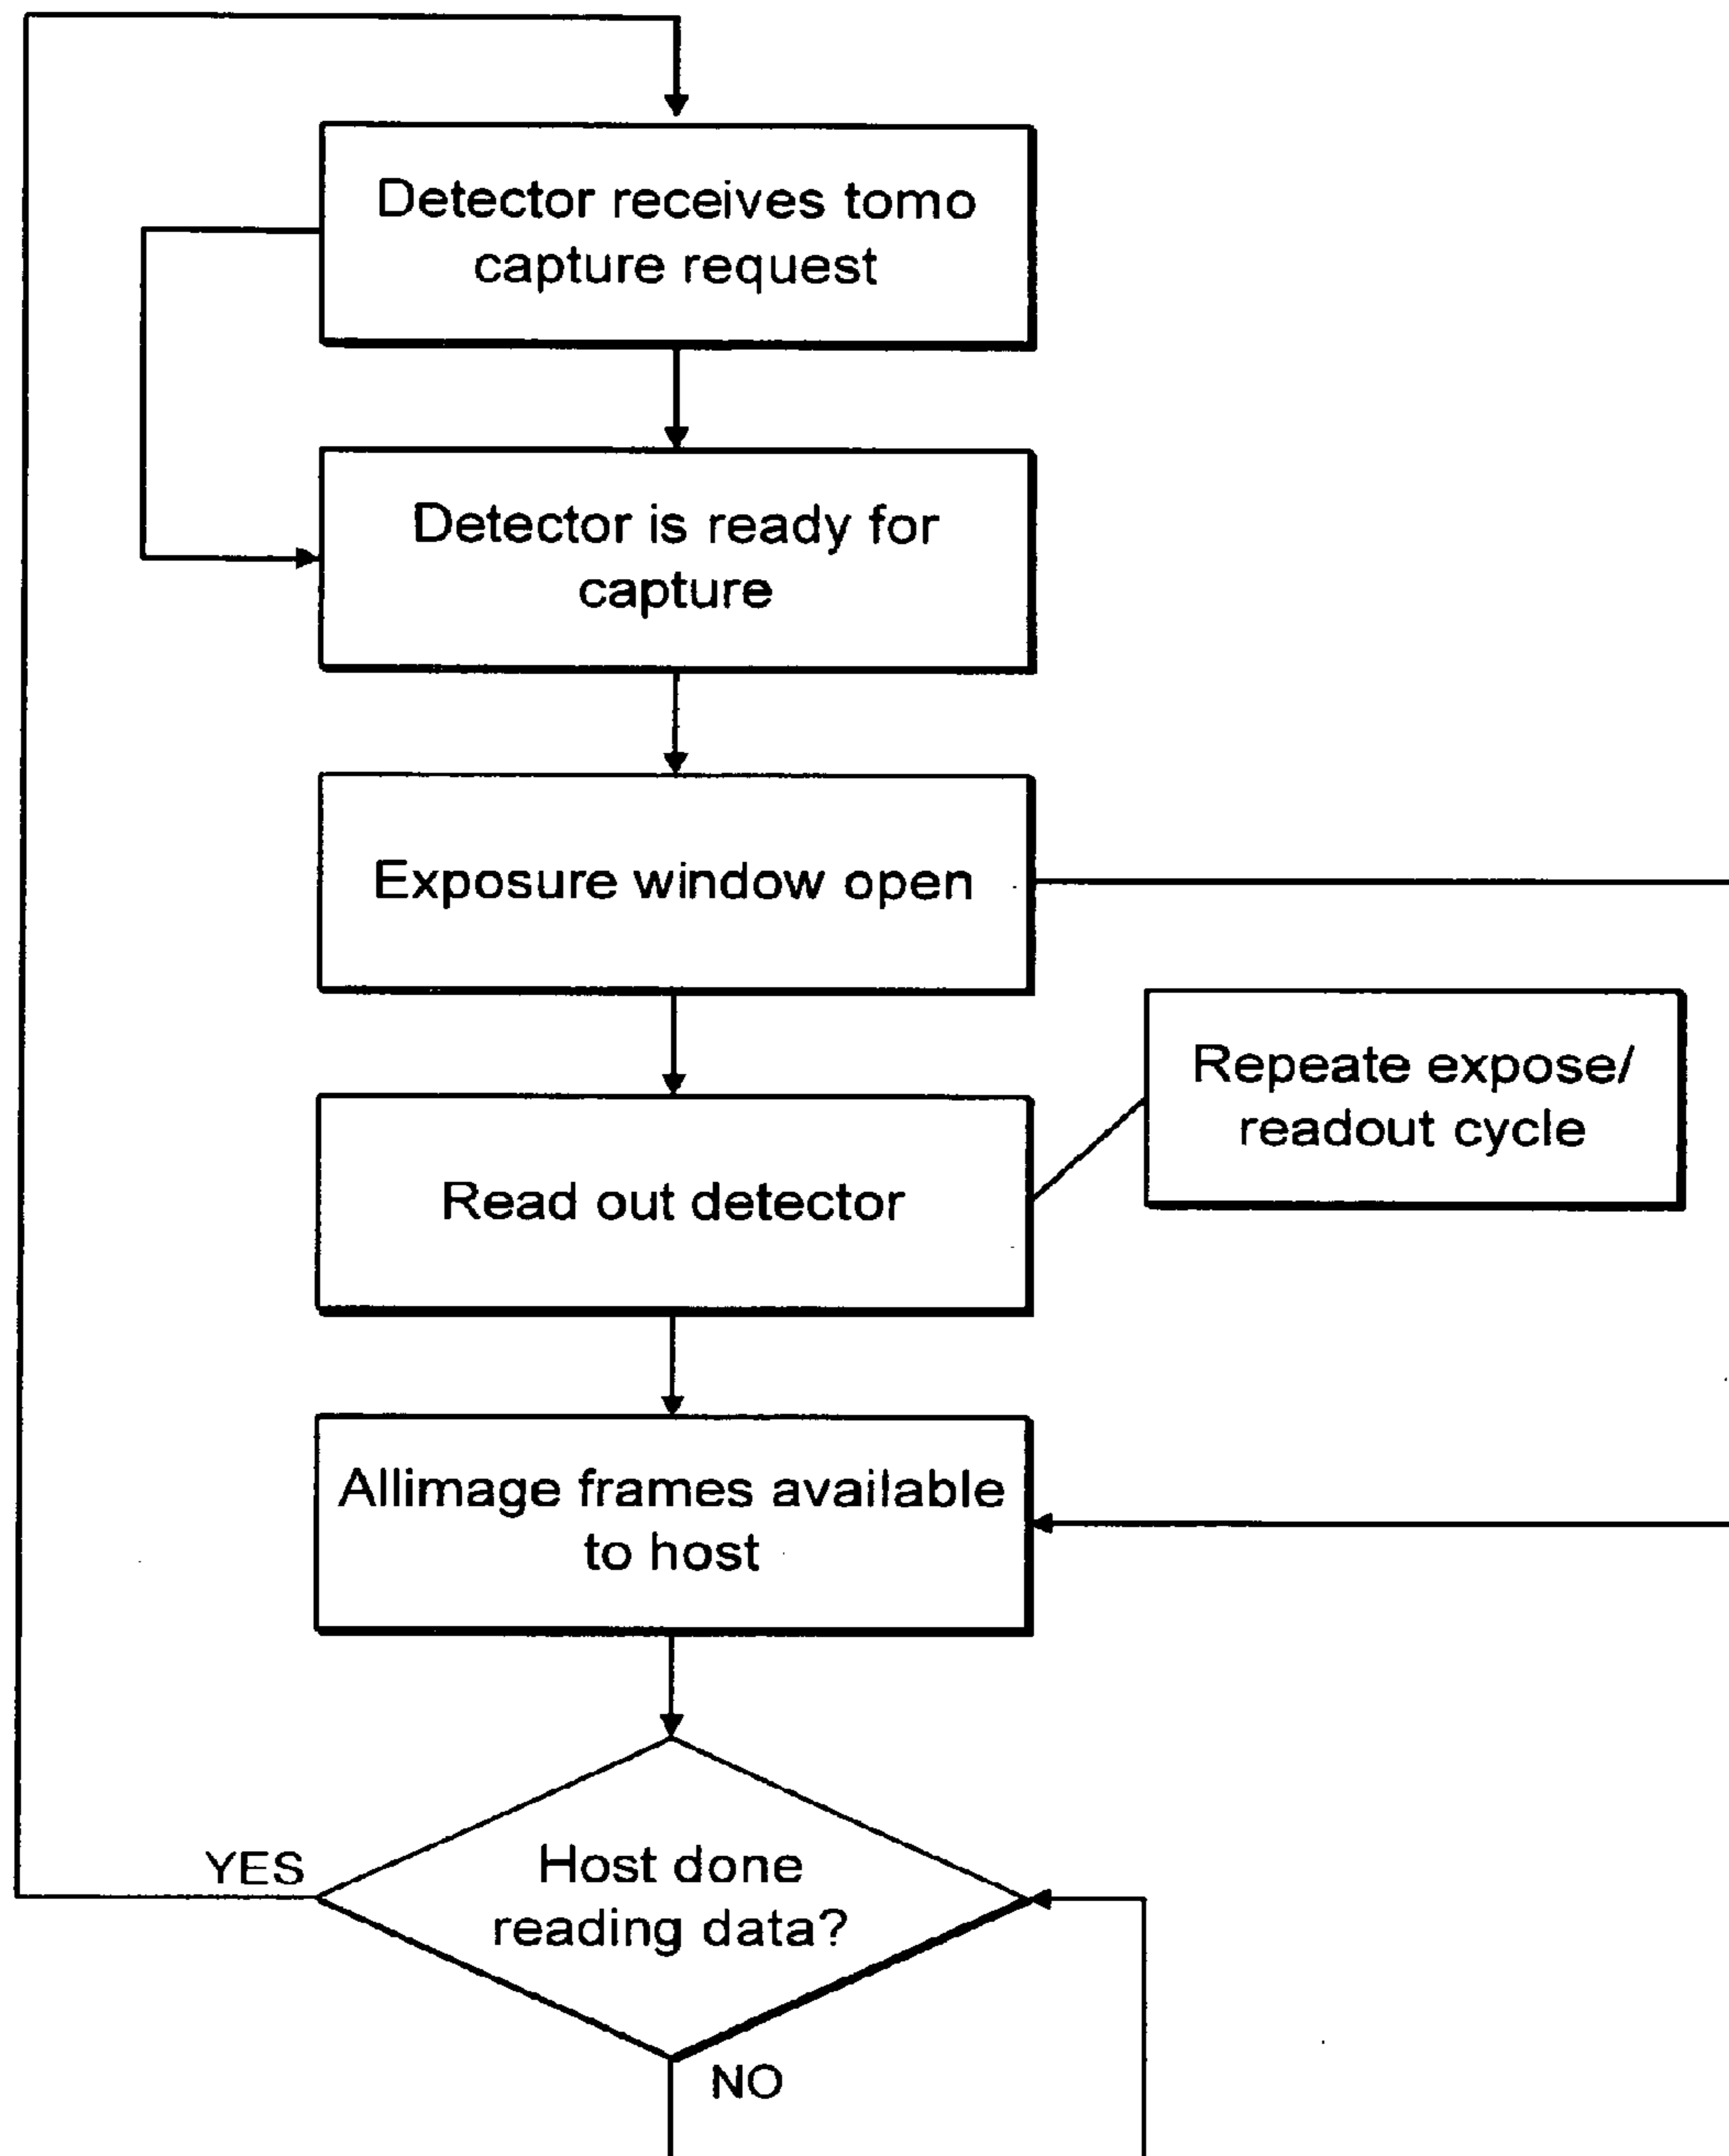 Detector receives tomo
capture request
Detector is ready for
capture
Exposure window open
Repeate expose/
readout cycle
Read out detector
Allimage frames available
to host
YES
Host done
reading data?
NO